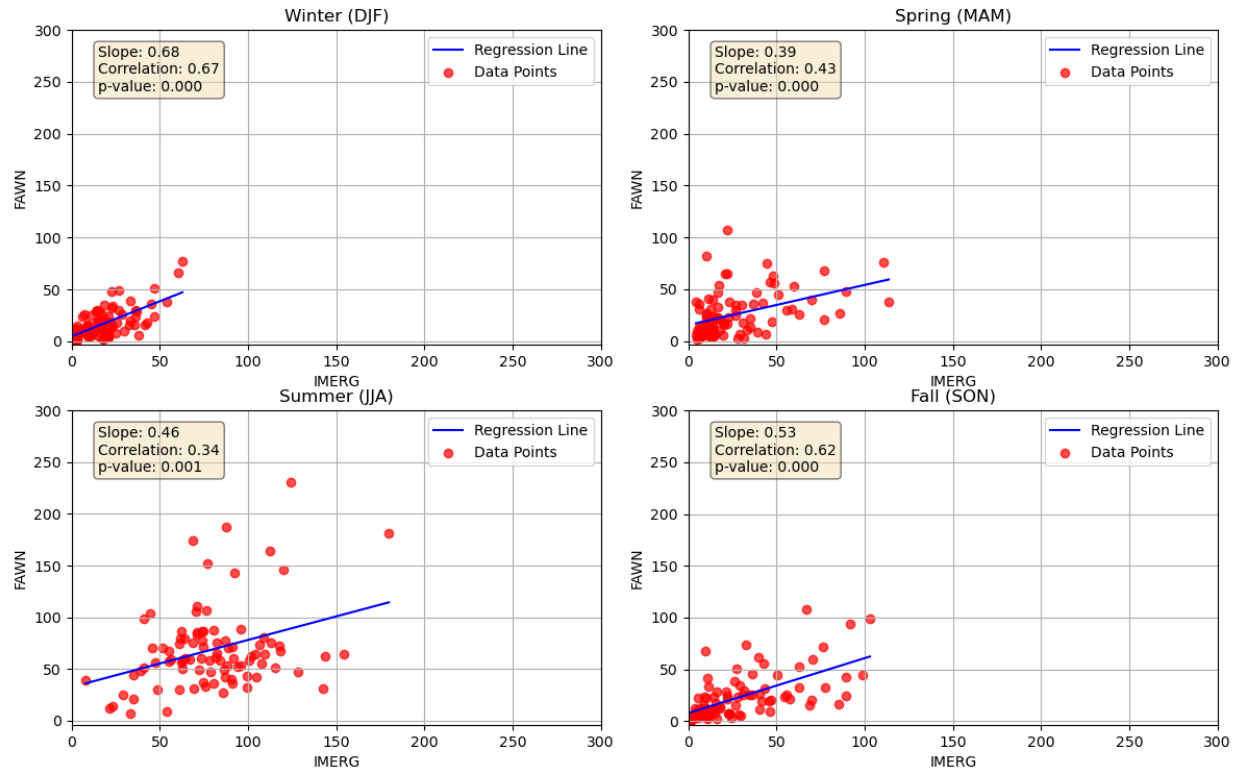 Winter (DJF)
300
250
200
150
100
50
0
FAWN
Slope: 0.68
Correlation: 0.67
p-value: 0.000
Regression Line
Data Points
0
50
100
150
200
250
300
IMERG
Spring (MAM)
300
250
200
150
100
50
0
FAWN
Slope: 0.39
Correlation: 0.43
p-value: 0.000
Regression Line
Data Points
0
50
100
150
200
250
300
IMERG
Summer (JJA)
300
250
200
150
100
50
0
FAWN
Slope: 0.46
Correlation: 0.34
p-value: 0.001
Regression Line
Data Points
0
50
100
150
200
250
300
IMERG
Fall (SON)
300
250
200
150
100
50
0
FAWN
Slope: 0.53
Correlation: 0.62
p-value: 0.000
Regression Line
Data Points
0
50
100
150
200
250
300
IMERG